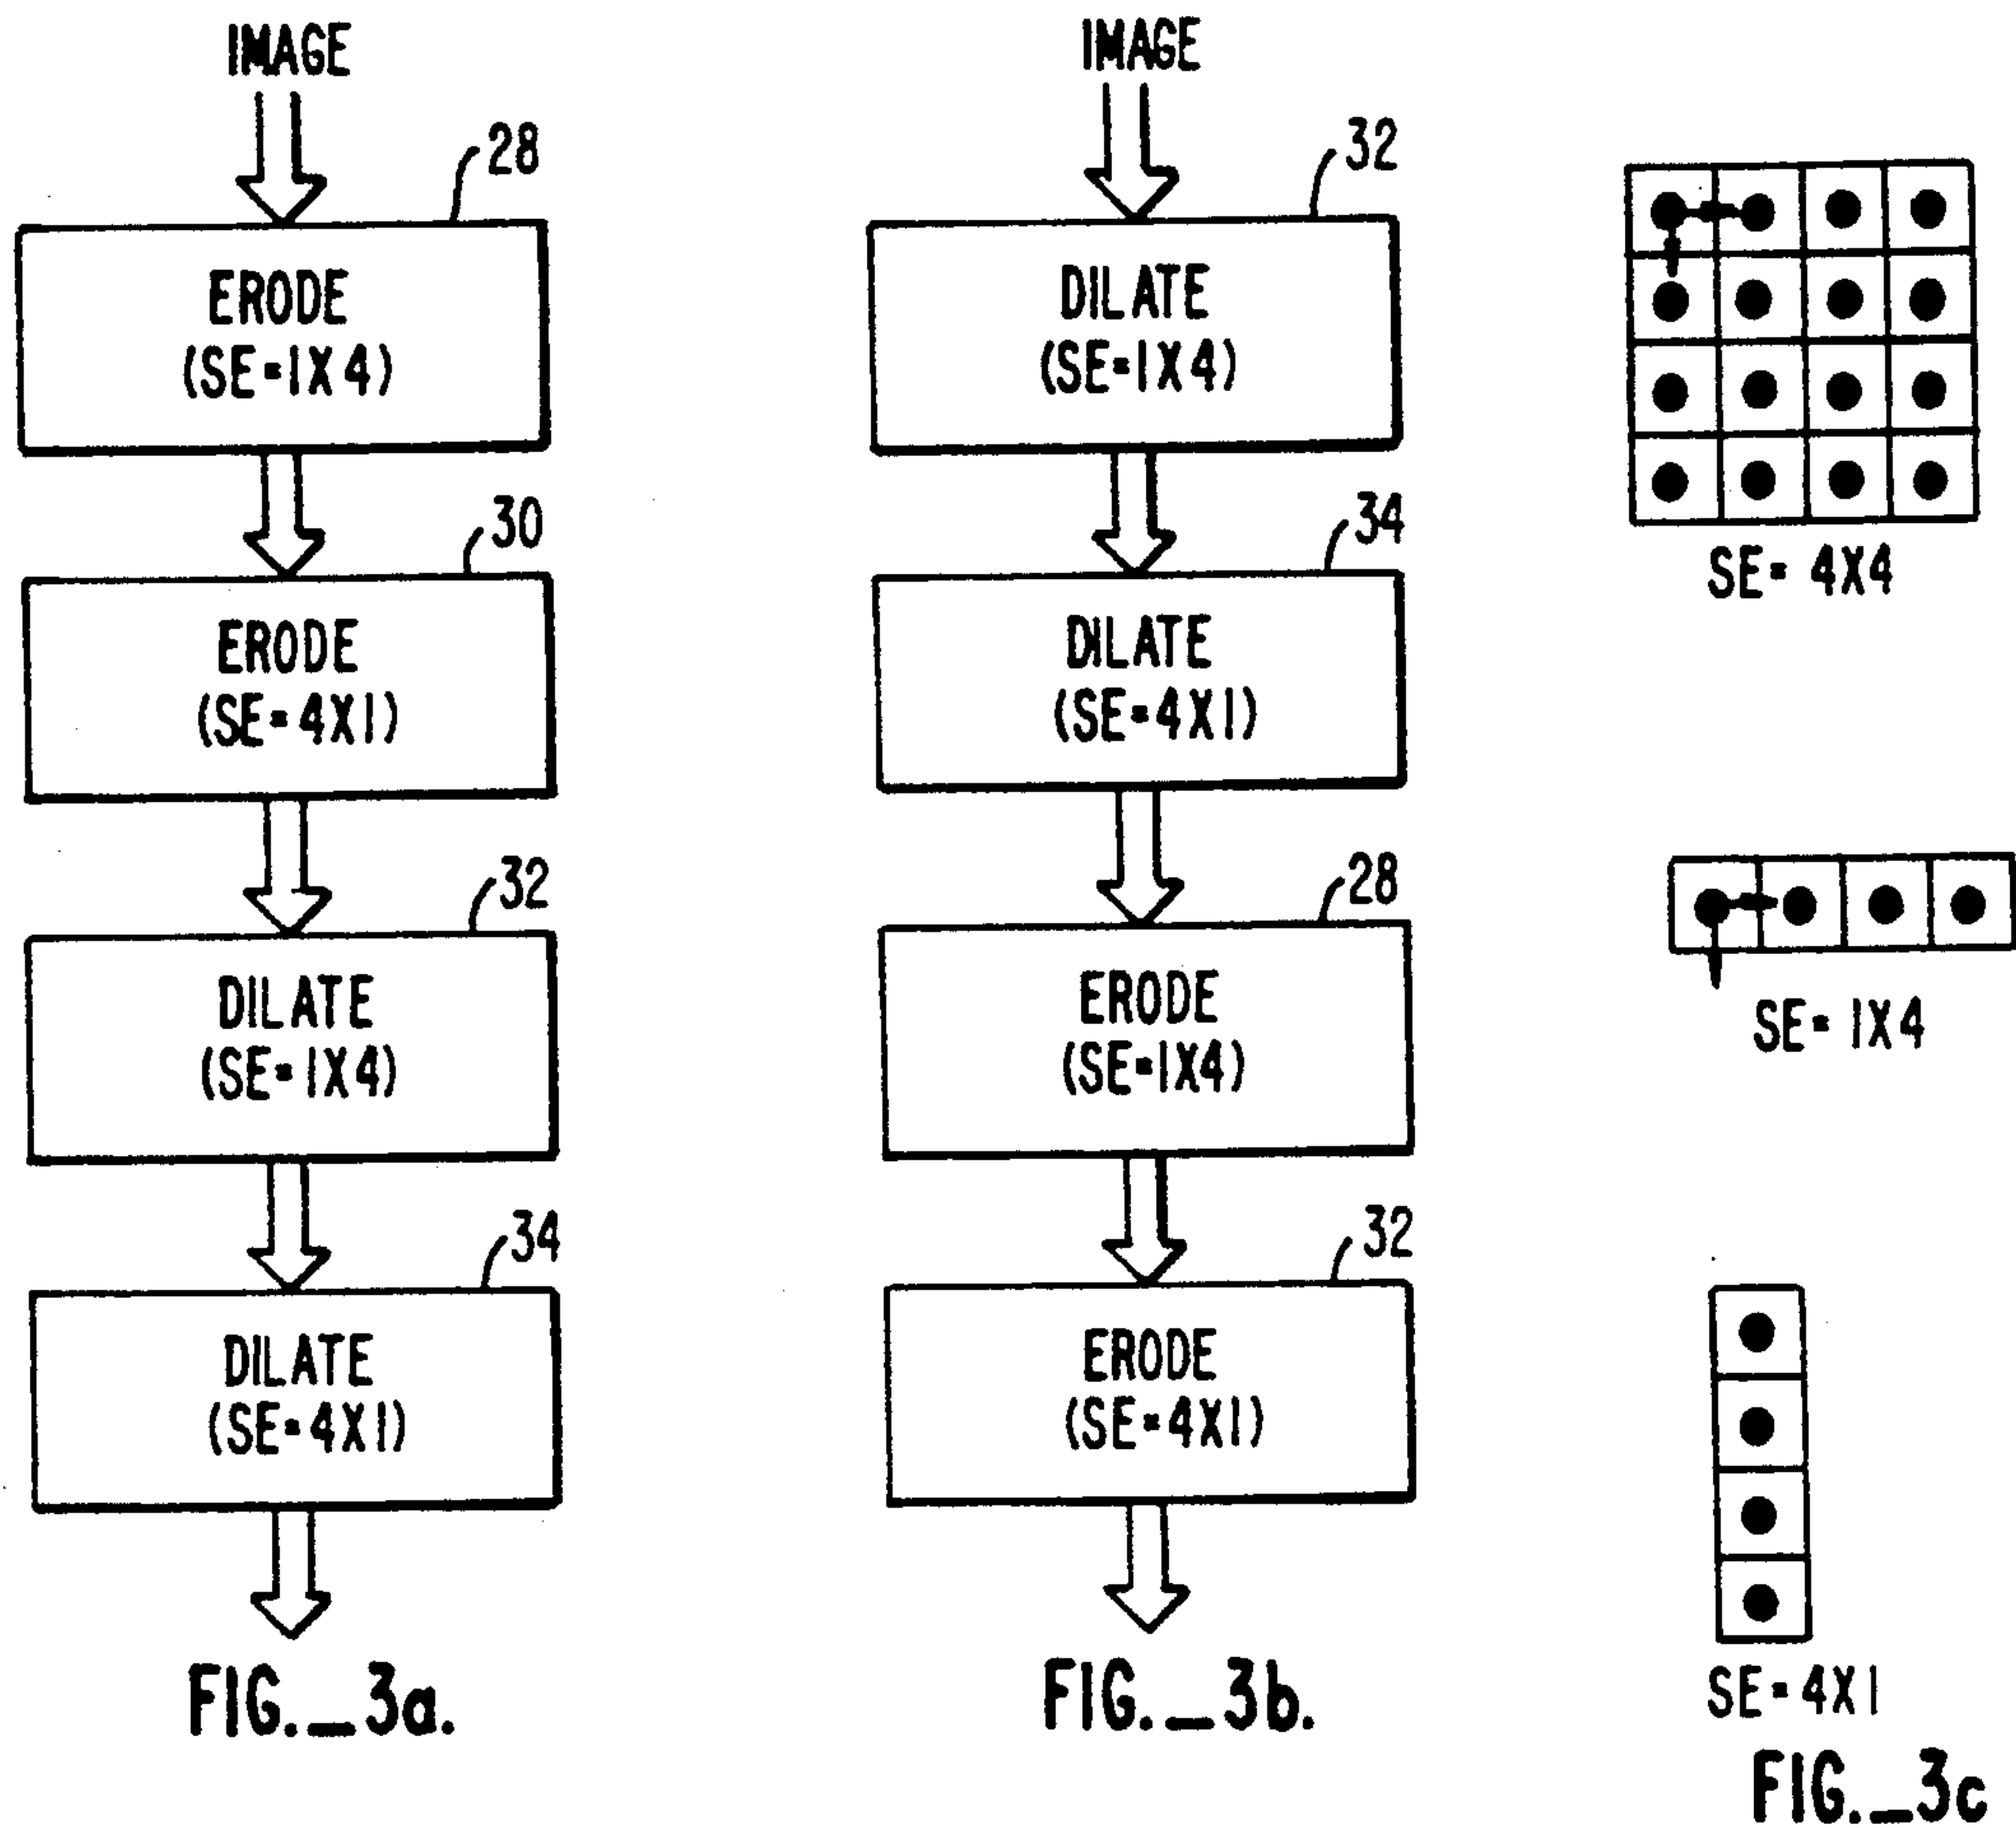 IMAGE
28
ERODE
(SE=1X4)
30
ERODE
(SE=4X1)
32
DILATE
(SE=1X4)
34
DILATE
(SE=4X1)
FIG._3a.
IMAGE
32
DILATE
(SE=1X4)
34
DILATE
(SE=4X1)
28
ERODE
(SE=1X4)
32
ERODE
(SE=4X1)
FIG._3b.
SE= 4X4
SE= 1X4
SE=4X1
FIG._3c